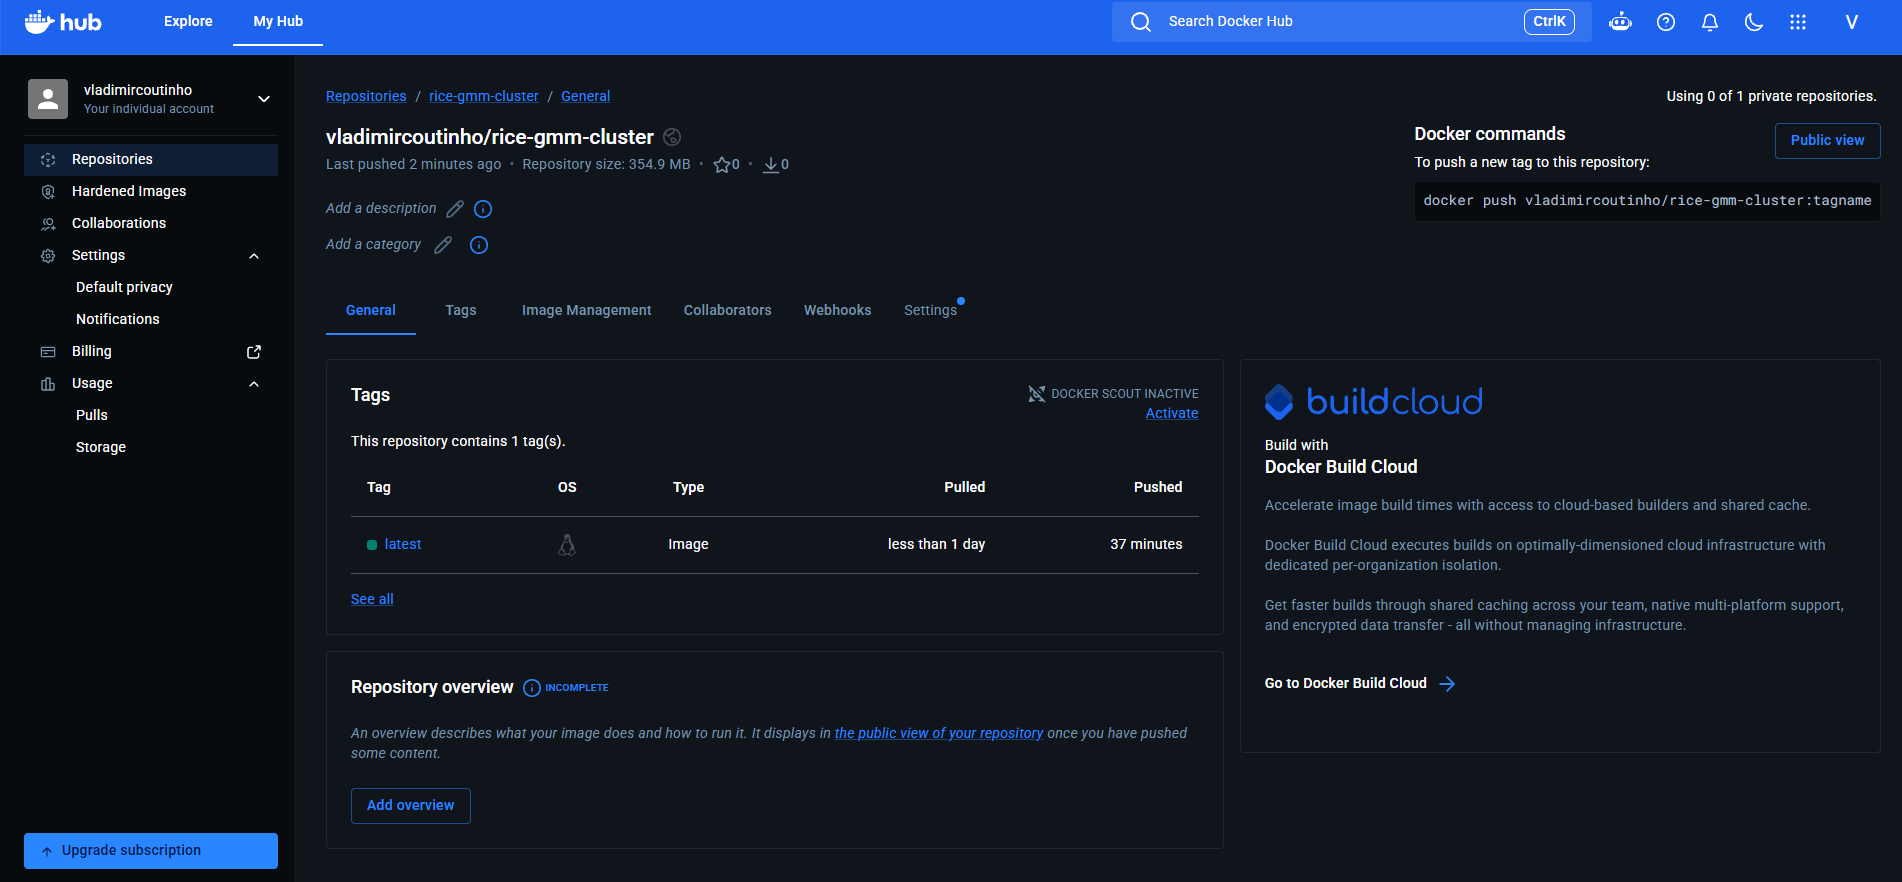 hub
Explore
My Hub
Search Docker Hub
CtrlK
V
vladimircoutinho
Your individual account
Repositories
Hardened Images
Collaborations
Settings
Default privacy
Notifications
Billing
Usage
Pulls
Storage
Upgrade subscription
Repositories / rice-gmm-cluster / General
Using 0 of 1 private repositories.
vladimircoutinho/rice-gmm-cluster
Last pushed 2 minutes ago • Repository size: 354.9 MB • 0 • 0
Add a description
Add a category
Docker commands
Public view
To push a new tag to this repository:
docker push vladimircoutinho/rice-gmm-cluster:tagname
General Tags Image Management Collaborators Webhooks Settings
Tags
DOCKER SCOUT INACTIVE
Activate
This repository contains 1 tag(s).
Tag OS Type Pulled Pushed
latest Image less than 1 day 37 minutes
See all
Repository overview INCOMPLETE
An overview describes what your image does and how to run it. It displays in the public view of your repository once you have pushed
some content.
Add overview
buildcloud
Build with
Docker Build Cloud
Accelerate image build times with access to cloud-based builders and shared cache.
Docker Build Cloud executes builds on optimally-dimensioned cloud infrastructure with
dedicated per-organization isolation.
Get faster builds through shared caching across your team, native multi-platform support,
and encrypted data transfer - all without managing infrastructure.
Go to Docker Build Cloud